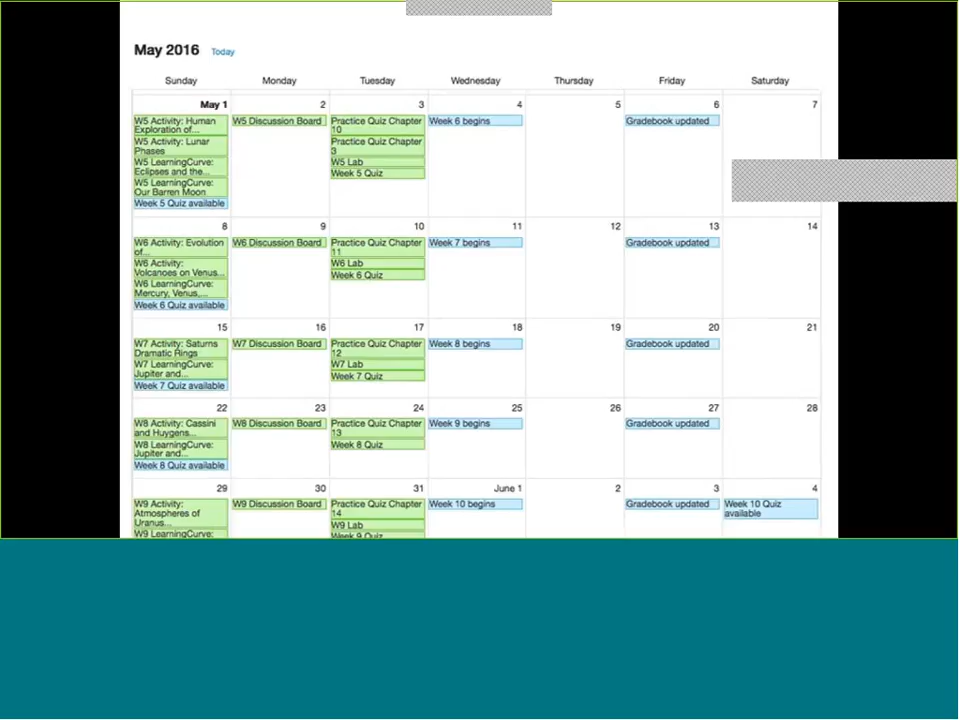 May 2016 Today
Sunday Monday Tuesday Wednesday Thursday Friday Saturday
May 1 2 3 4 5 6 7
W5 Activity: Human
Exploration of...
W5 Activity: Lunar
Phases
W5 LearningCurve:
Eclipses and the...
W5 LearningCurve:
Our Barren Moon
Week 5 Quiz available
W5 Discussion Board
Practice Quiz Chapter
10
Practice Quiz Chapter
3
W5 Lab
Week 5 Quiz
Week 6 begins
Gradebook updated
8 9 10 11 12 13 14
W6 Activity: Evolution
of...
W6 Activity:
Volcanoes on Venus...
W6 LearningCurve:
Mercury, Venus,...
Week 6 Quiz available
W6 Discussion Board
Practice Quiz Chapter
11
W6 Lab
Week 6 Quiz
Week 7 begins
Gradebook updated
15 16 17 18 19 20 21
W7 Activity: Saturns
Dramatic Rings
W7 LearningCurve:
Jupiter and...
Week 7 Quiz available
W7 Discussion Board
Practice Quiz Chapter
12
W7 Lab
Week 7 Quiz
Week 8 begins
Gradebook updated
22 23 24 25 26 27 28
W8 Activity: Cassini
and Huygens...
W8 LearningCurve:
Jupiter and...
Week 8 Quiz available
W8 Discussion Board
Practice Quiz Chapter
13
Week 8 Quiz
Week 9 begins
Gradebook updated
29 30 31 June 1 2 3 4
W9 Activity:
Atmospheres of
Uranus...
W9 LearningCurve:
W9 Discussion Board
Practice Quiz Chapter
14
W9 Lab
Week 9 Quiz
Week 10 begins
Gradebook updated
Week 10 Quiz
available